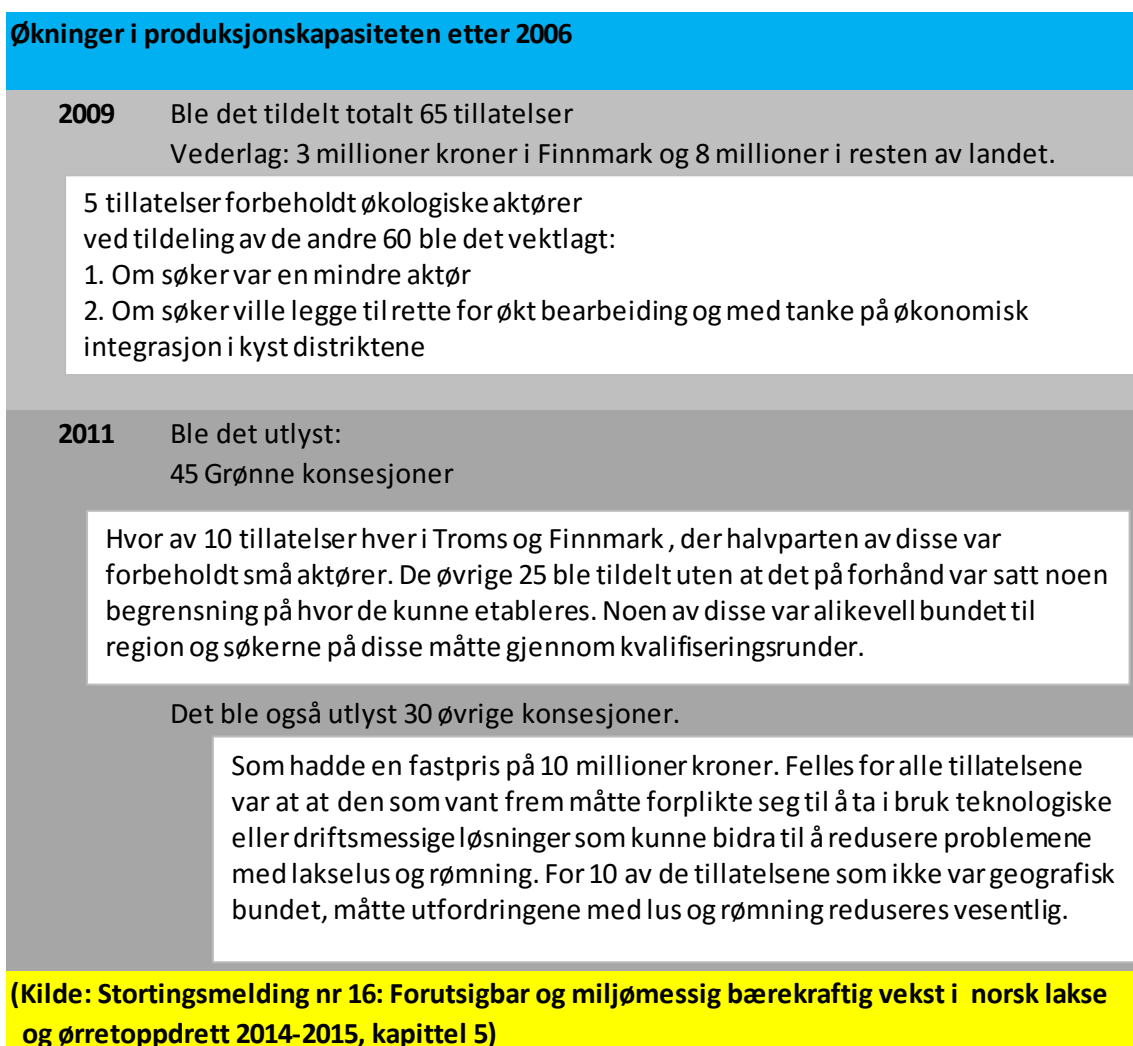 Økninger i produksjonskapasiteten etter 2006
2009 Ble det tildelt totalt 65 tillatelser
Vederlag: 3 millioner kroner i Finnmark og 8 millioner i resten av landet.
5 tillatelser forbeholdt økologiske aktører
ved tildeling av de andre 60 ble det vektlagt:
1. Om søker var en mindre aktør
2. Om søker ville legge til rette for økt bearbeiding og med tanke på økonomisk
integrasjon i kyst distriktene
2011 Ble det utlyst:
45 Grønne konsesjoner
Hvor av 10 tillatelser hver i Troms og Finnmark , der halvparten av disse var
forbeholdt små aktører. De øvrige 25 ble tildelt uten at det på forhånd var satt noen
begrensning på hvor de kunne etableres. Noen av disse var alikevell bundet til
region og søkerne på disse måtte gjennom kvalifiseringsrunder.
Det ble også utlyst 30 øvrige konsesjoner.
Som hadde en fastpris på 10 millioner kroner. Felles for alle tillatelsene
var at at den som vant frem måtte forplikte seg til å ta i bruk teknologiske
eller driftsmessige løsninger som kunne bidra til å redusere problemene
med lakselus og rømning. For 10 av de tillatelsene som ikke var geografisk
bundet, måtte utfordringene med lus og rømning reduseres vesentlig.
(Kilde: Stortingsmelding nr 16: Forutsigbar og miljømessig bærekraftig vekst i norsk lakse
og ørretoppdrett 2014-2015, kapittel 5)